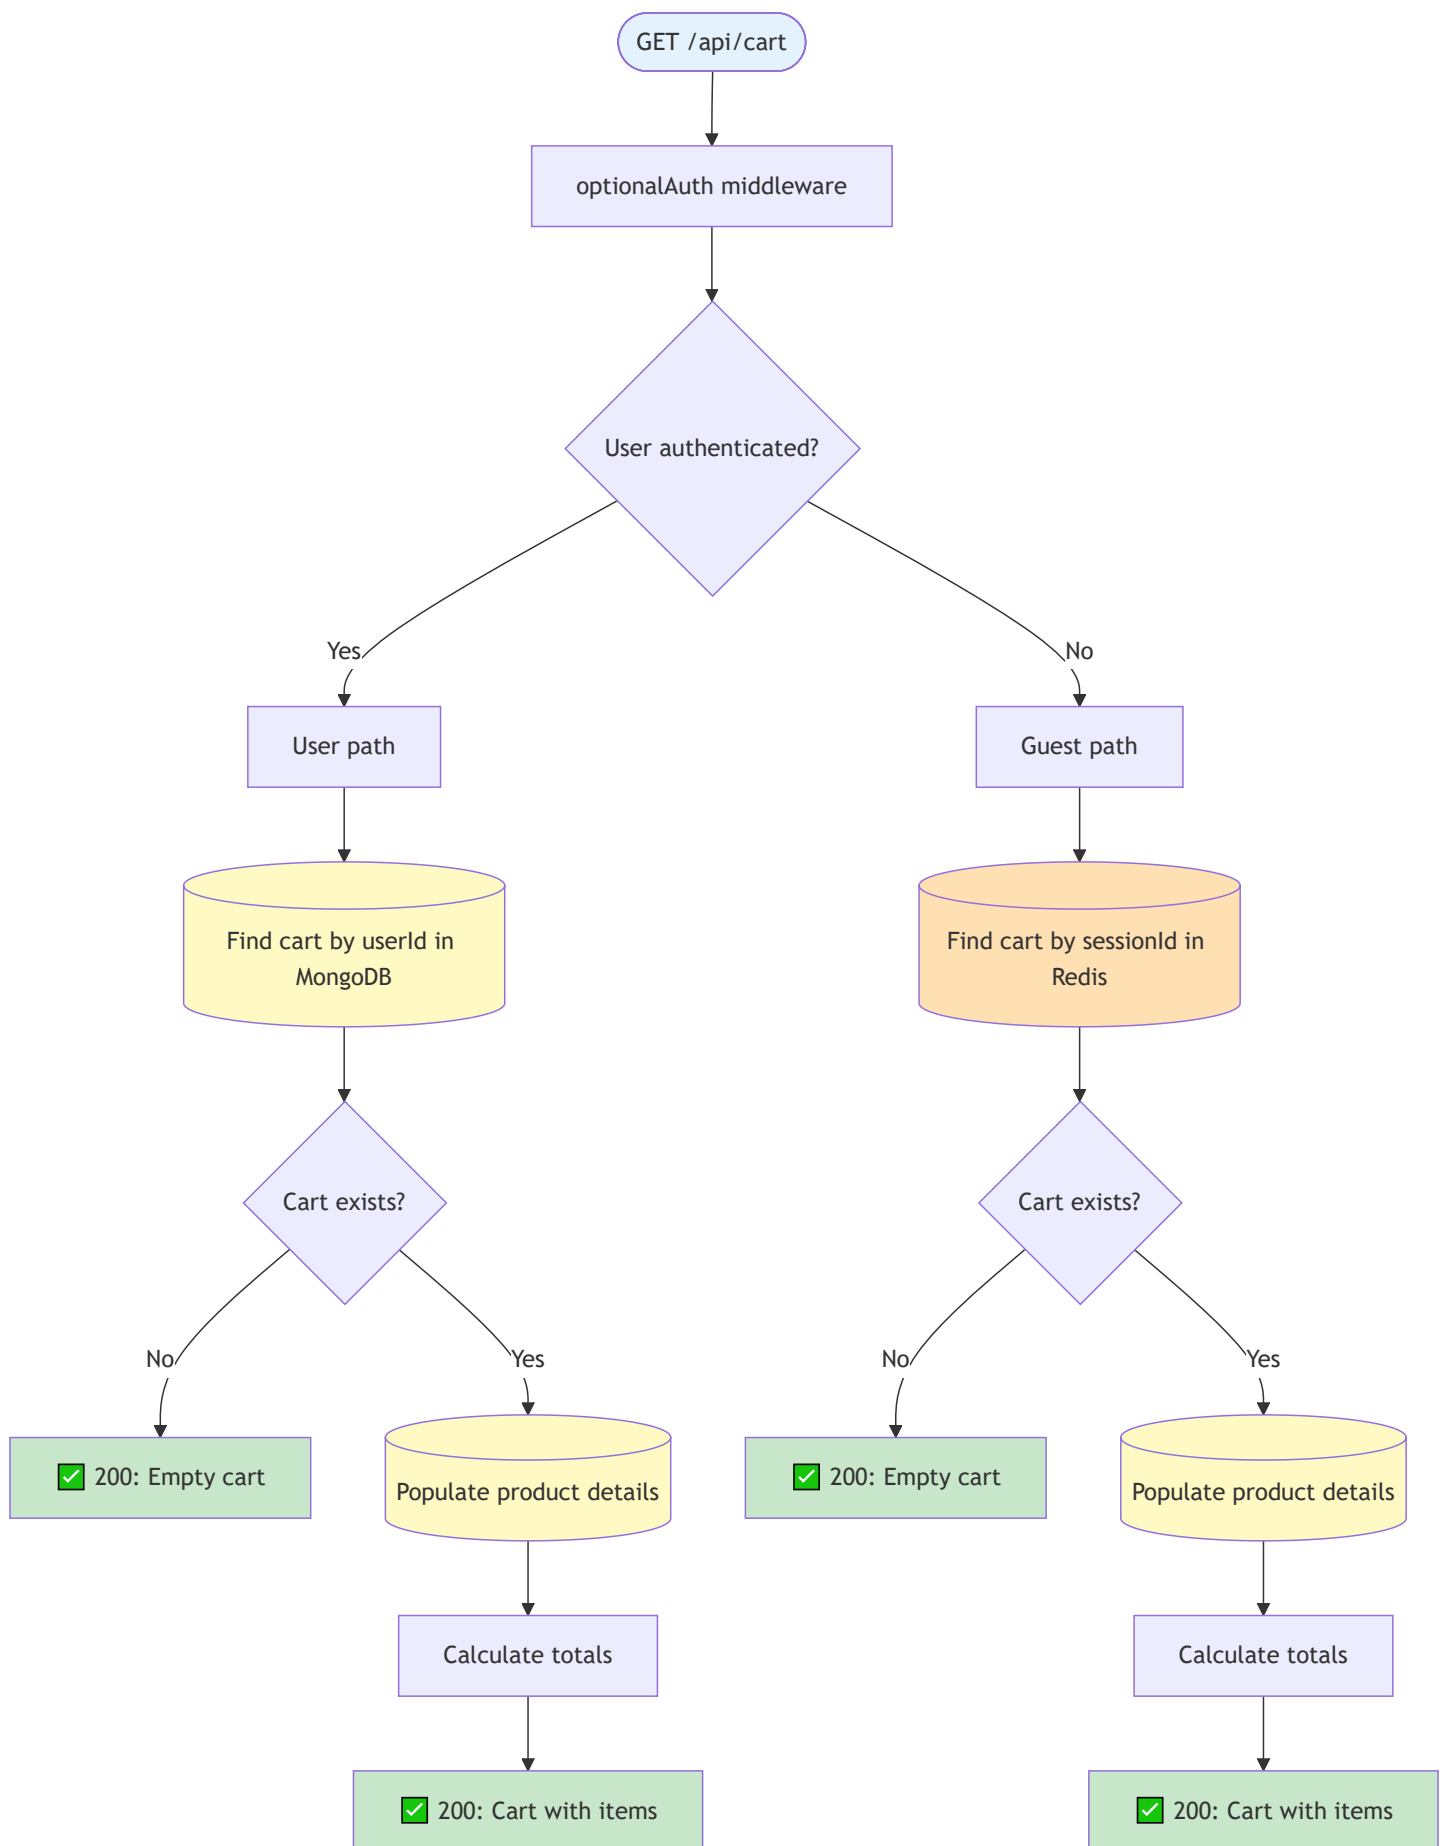 GET /api/cart
optionalAuth middleware
User authenticated?
Yes
No
User path
Guest path
Find cart by userId in
MongoDB
Find cart by sessionId in
Redis
Cart exists?
Cart exists?
No
Yes
No
Yes
✅ 200: Empty cart
Populate product details
✅ 200: Empty cart
Populate product details
Calculate totals
Calculate totals
✅ 200: Cart with items
✅ 200: Cart with items